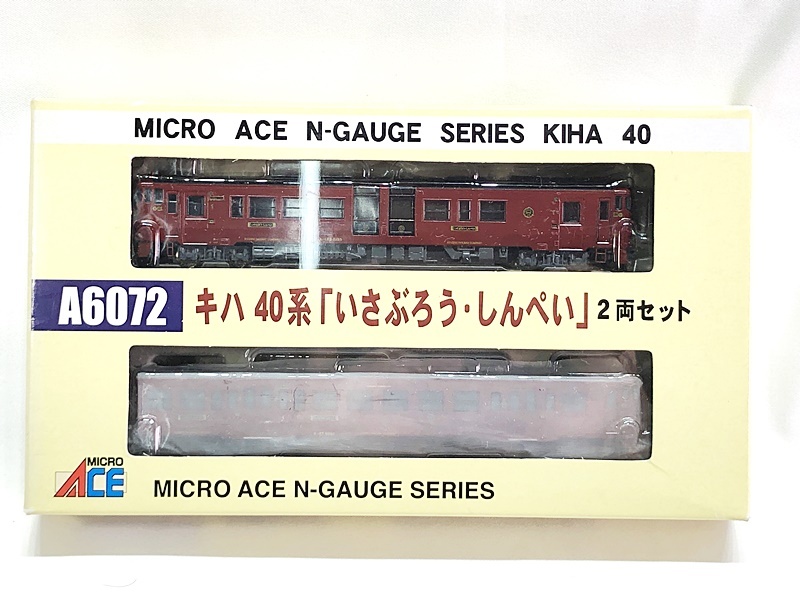 MICRO ACE N-GAUGE SERIES KIHA 40
A6072
キハ 40系「いさぶろう・しんぺい」2両セット
MICRO
ACE
MICRO ACE N-GAUGE SERIES